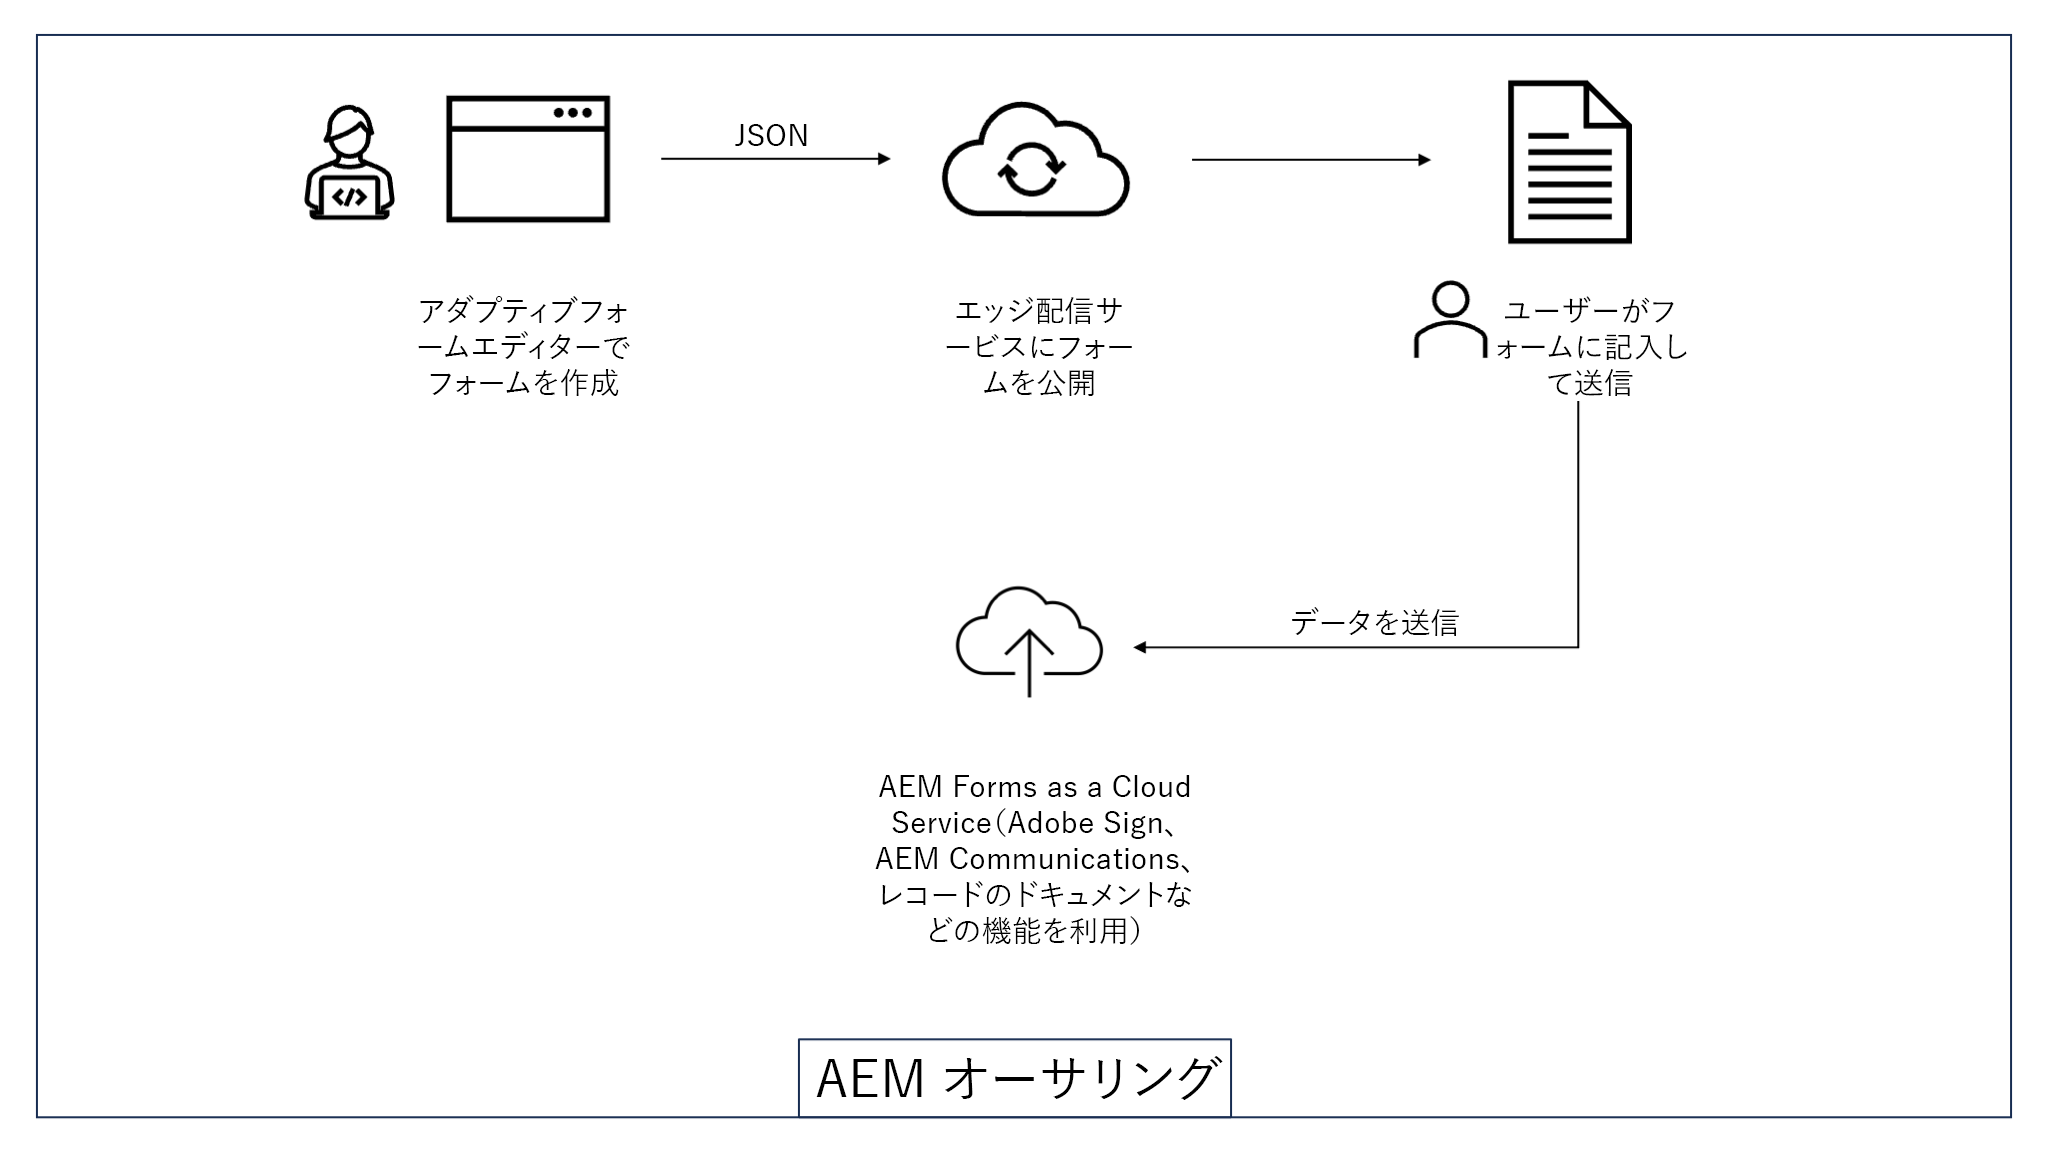 JSON
アダプティブフォ
ームエディターで
フォームを作成
エッジ配信サ
ービスにフォー
ムを公開
ユーザーがフ
ォームに記入し
て送信
データを送信
AEM Forms as a Cloud
Service（Adobe Sign、
AEM Communications、
レコードのドキュメントな
どの機能を利用）
AEM オーサリング